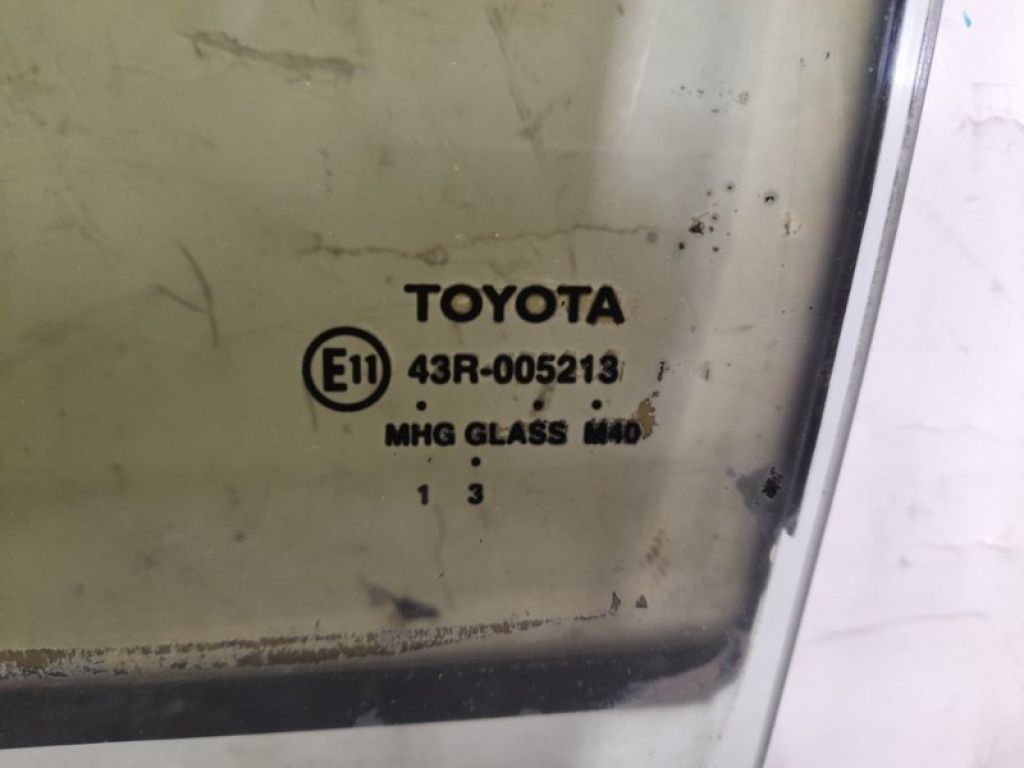 TOYOTA
E11 43R-005213
MHG GLASS M40
1 3